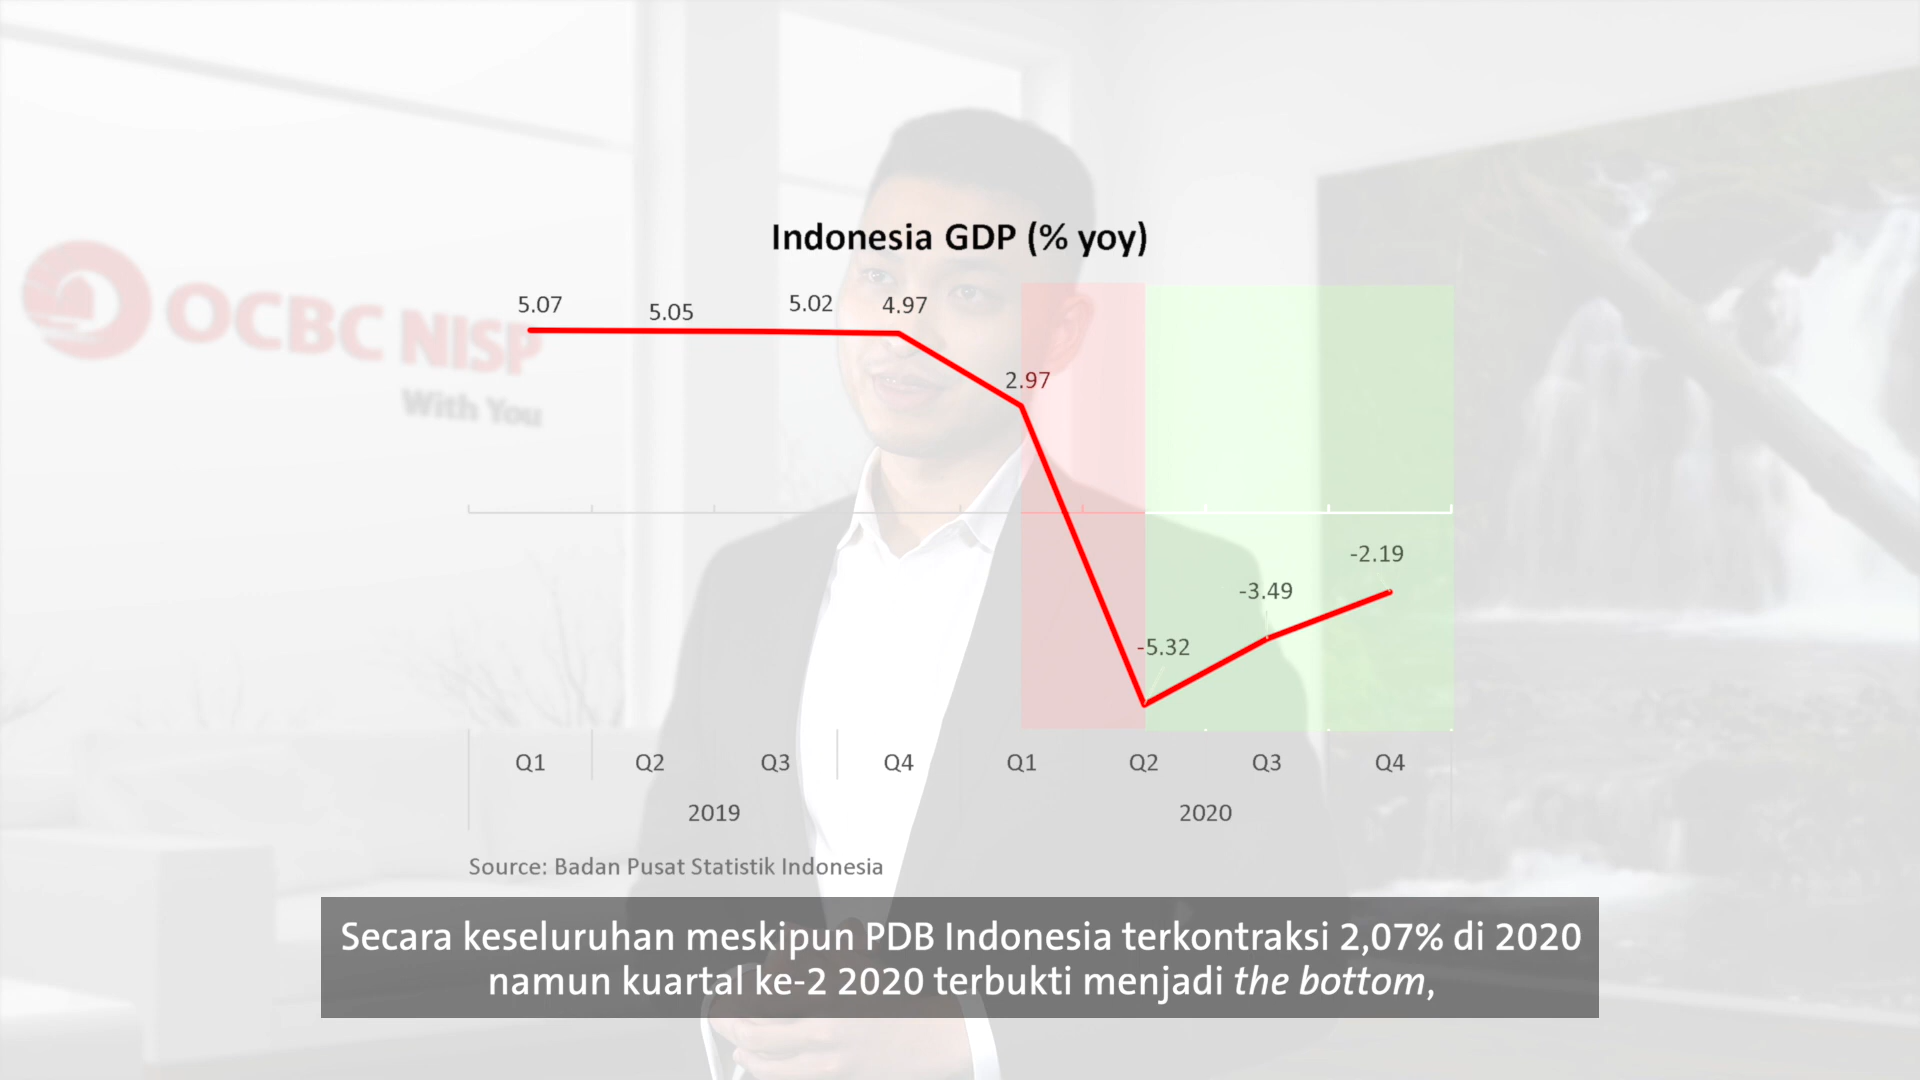 Indonesia GDP (% yoy)
OCBC NISP
With You
5.07
5.05
5.02
4.97
2.97
-5.32
-3.49
-2.19
Q1 Q2 Q3 Q4 Q1 Q2 Q3 Q4
2019 2020
Source: Badan Pusat Statistik Indonesia
Secara keseluruhan meskipun PDB Indonesia terkontraksi 2,07% di 2020
namun kuartal ke-2 2020 terbukti menjadi the bottom,